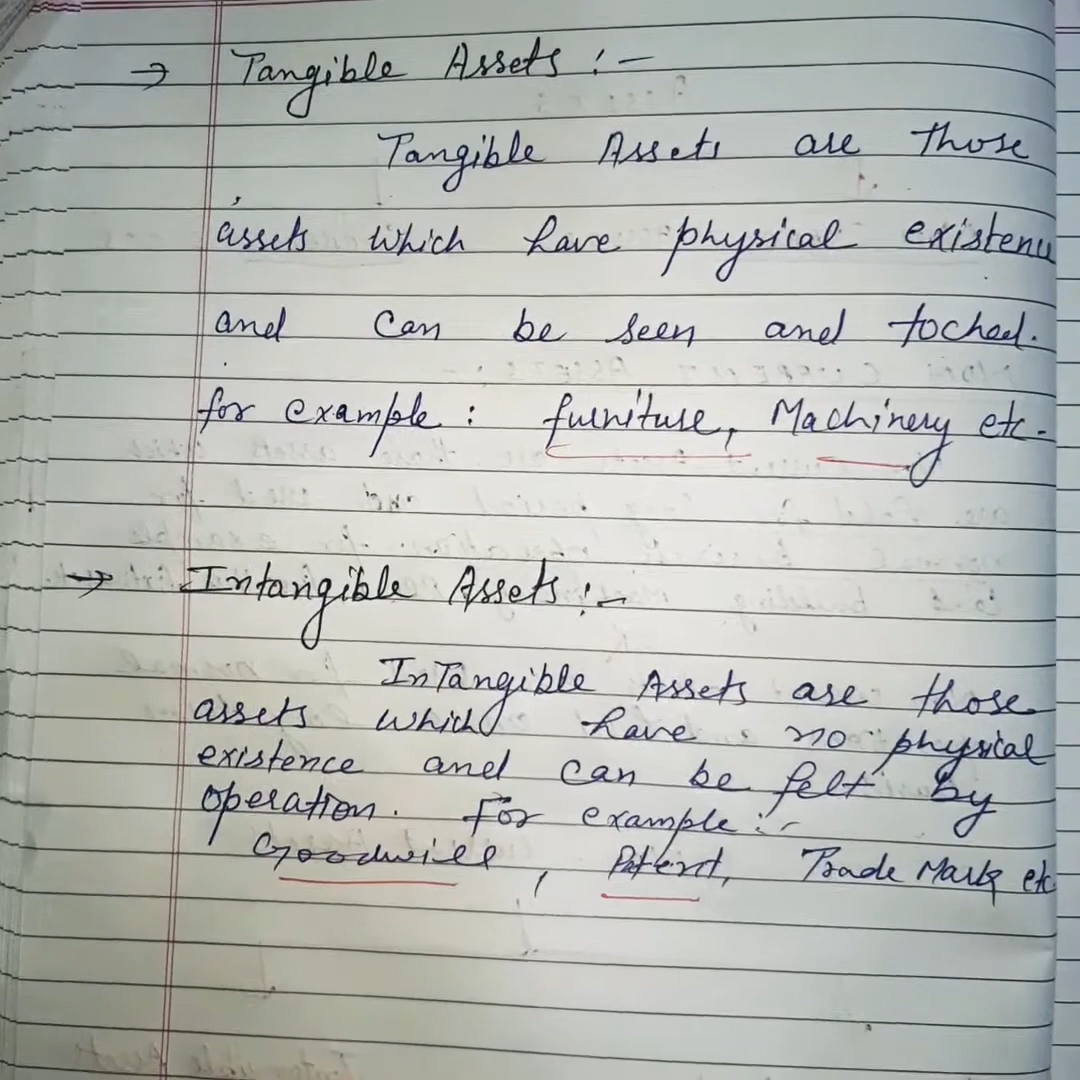 → Tangible Assets :-
Tangible Assets are those
assets which have physical existence
and can be seen and toched.
for example : furniture, Machinery etc.
→ Intangible Assets :-
InTangible Assets are those
assets which have no physical
existence and can be felt by
operation. For example :-
Goodwill, Patent, Trade Mark etc